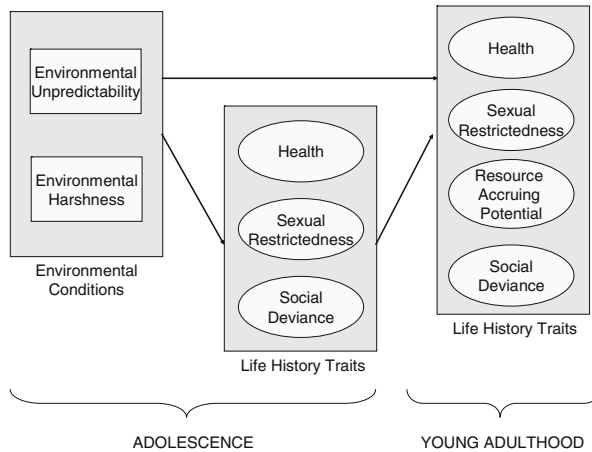 Environmental
Unpredictability
Environmental
Harshness
Environmental
Conditions
Health
Sexual
Restrictedness
Social
Deviance
Life History Traits
Health
Sexual
Restrictedness
Resource
Accruing
Potential
Social
Deviance
Life History Traits
ADOLESCENCE
YOUNG ADULTHOOD